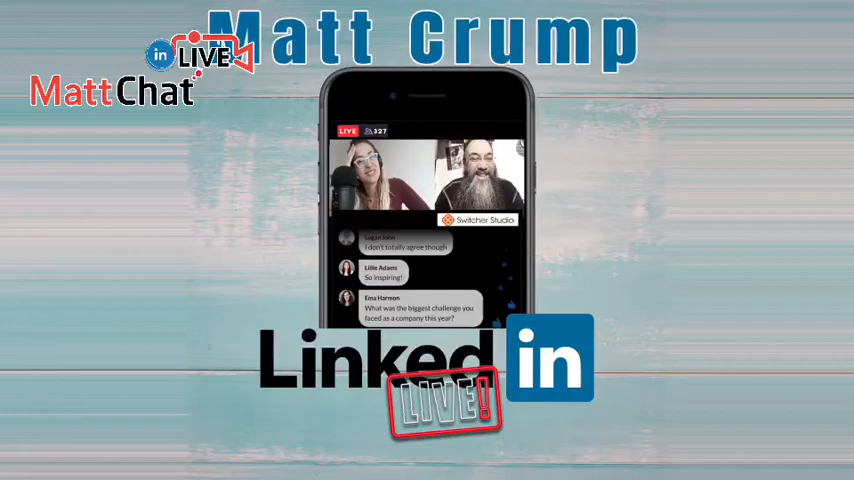 Matt Crump
in LIVE
MattChat
LIVE 327
Switcher Studio
Logan John
I don't totally agree though
Lillie Adams
So inspiring!
Ema Harmon
What was the biggest challenge you
faced as a company this year?
Linked in
LIVE!